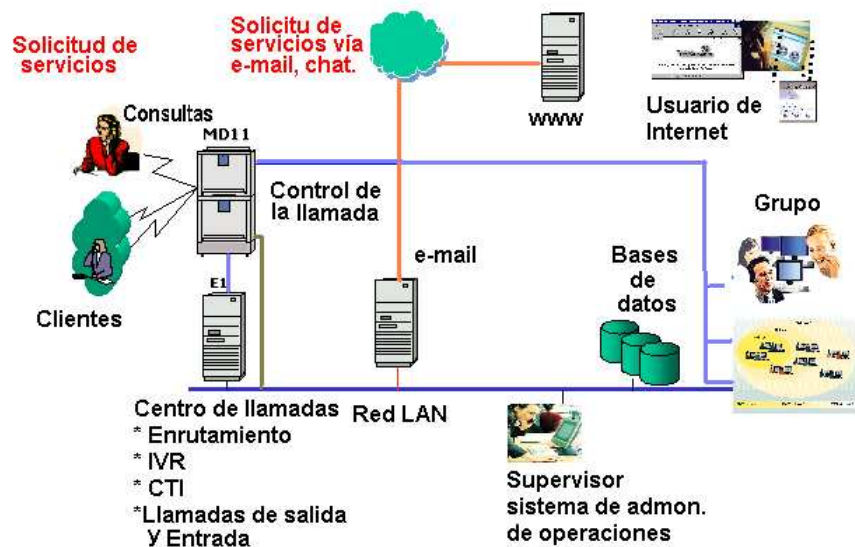 Solicitud de
servicios
Solicitu de
servicios vía
e-mail, chat.
WWW
Usuario de
Internet
Consultas
MD11
Control de
la llamada
Clientes
E1
e-mail
Bases
de
datos
Grupo
Centro de llamadas
* Enrutamiento
* IVR
* CTI
*Llamadas de salida
y Entrada
Red LAN
Supervisor
sistema de admon.
de operaciones